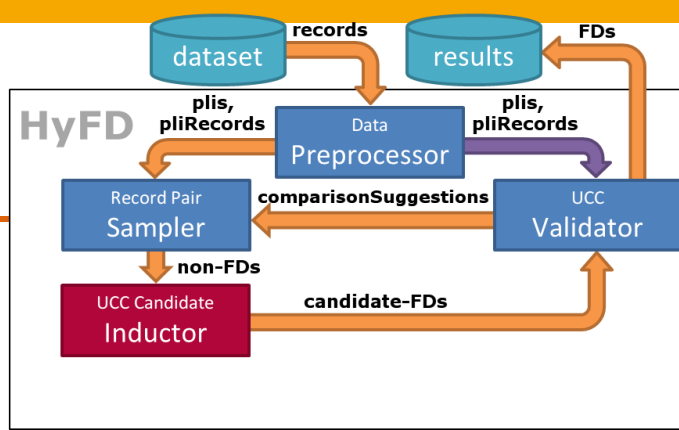 records
FDs
dataset
results
HyFD
plis,
pliRecords
Data
Preprocessor
plis,
pliRecords
Record Pair
Sampler
comparisonSuggestions
UCC
Validator
non-FDs
UCC Candidate
Inductor
candidate-FDs